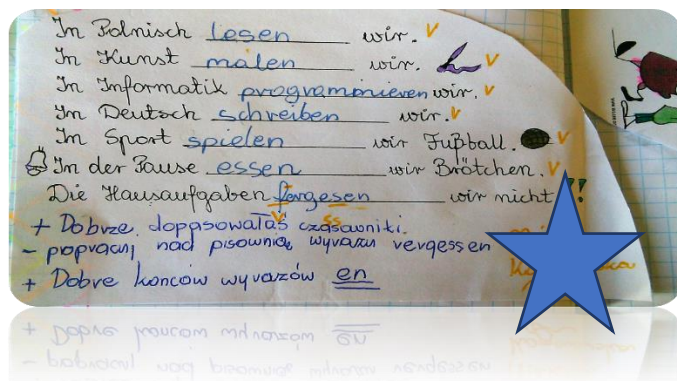 In Polnisch lesen wir. V
In Kunst malen wir. V
In Informatik programmieren wir. V
In Deutsch schreiben wir. V
In Sport spielen wir Fußball. V
In der Pause essen wir Brötchen. V
Die Hausaufgaben fergesen wir nicht!
V ss
+ Dobrze dopasowałaś czasowniki.
- popracuj nad pisownią wyrazu vergessen
+ Dobre końców wyrazów en